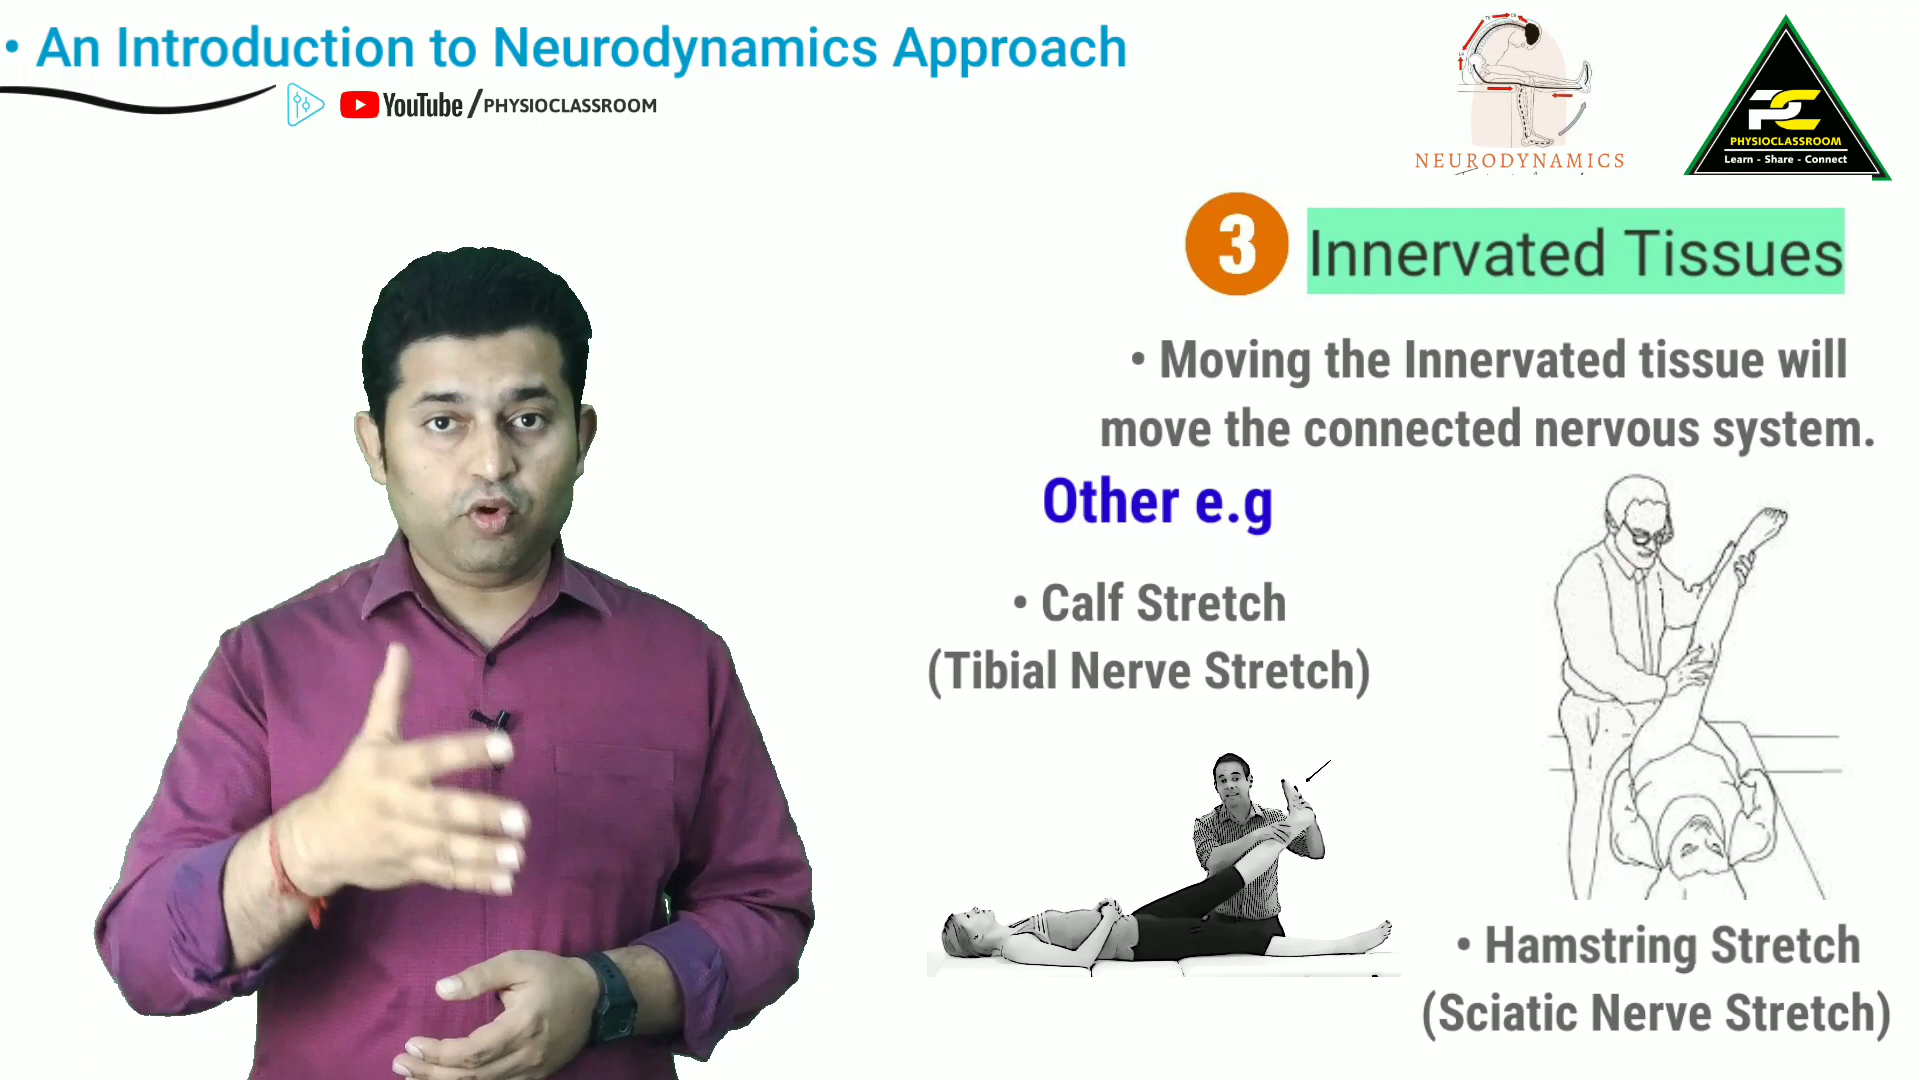 • An Introduction to Neurodynamics Approach
YouTube / PHYSIOCLASSROOM
NEURODYNAMICS
PC
PHYSIOCLASSROOM
Learn - Share - Connect
3 Innervated Tissues
• Moving the Innervated tissue will
move the connected nervous system.
Other e.g
• Calf Stretch
(Tibial Nerve Stretch)
• Hamstring Stretch
(Sciatic Nerve Stretch)